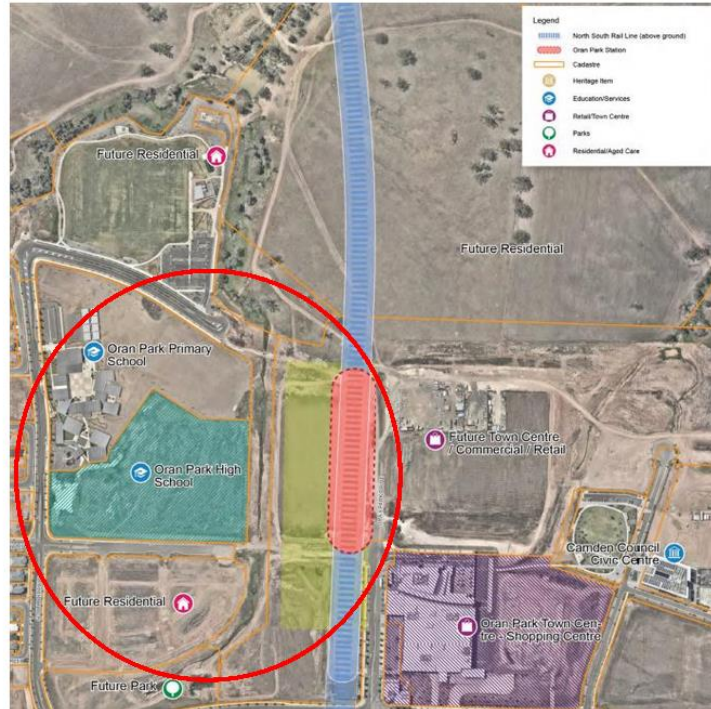 Legend
North South Rail Line (above ground)
Oran Park Station
Cadastre
Heritage Item
Education/Services
Retail/Town Centre
Parks
Residential/Aged Care
Future Residential
Future Residential
Oran Park Primary
School
Future Town Centre
/ Commercial / Retail
Oran Park High
School
Camden Council
Civic Centre
Future Residential
Oran Park Town Cen-
tre - Shopping Centre
Future Park